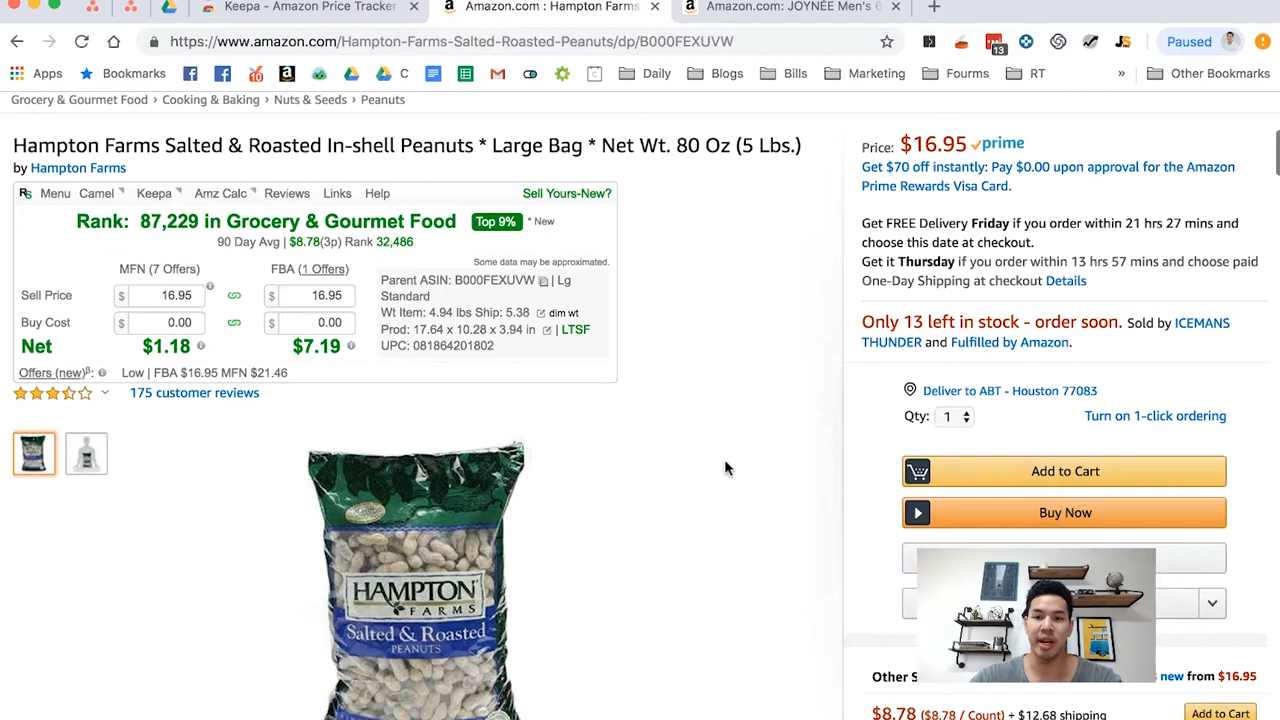 Keepa - Amazon Price Tracker
Amazon.com : Hampton Farms
Amazon.com: JOYNÉE Men's 6
https://www.amazon.com/Hampton-Farms-Salted-Roasted-Peanuts/dp/B000FEXUVW
13
JS
Paused
Apps
Bookmarks
10
C
Daily
Blogs
Bills
Marketing
Fourms
RT
»
Other Bookmarks
Grocery & Gourmet Food › Cooking & Baking › Nuts & Seeds › Peanuts
Hampton Farms Salted & Roasted In-shell Peanuts * Large Bag * Net Wt. 80 Oz (5 Lbs.)
by Hampton Farms
RS Menu Camel Keepa Amz Calc Reviews Links Help Sell Yours-New?
Rank: 87,229 in Grocery & Gourmet Food Top 9% * New
90 Day Avg | $8.78(3p) Rank 32,486
Some data may be approximated.
MFN (7 Offers) FBA (1 Offers)
Sell Price $ 16.95 $ 16.95
Buy Cost $ 0.00 $ 0.00
Net $1.18 $7.19
Parent ASIN: B000FEXUVW | Lg
Standard
Wt Item: 4.94 lbs Ship: 5.38 dim wt
Prod: 17.64 x 10.28 x 3.94 in | LTSF
UPC: 081864201802
Offers (new)β: Low | FBA $16.95 MFN $21.46
175 customer reviews
HAMPTON
FARMS
Salted & Roasted
PEANUTS
Price: $16.95 prime
Get $70 off instantly: Pay $0.00 upon approval for the Amazon
Prime Rewards Visa Card.
Get FREE Delivery Friday if you order within 21 hrs 27 mins and
choose this date at checkout.
Get it Thursday if you order within 13 hrs 57 mins and choose paid
One-Day Shipping at checkout Details
Only 13 left in stock - order soon. Sold by ICEMANS
THUNDER and Fulfilled by Amazon.
Deliver to ABT - Houston 77083
Qty: 1 Turn on 1-click ordering
Add to Cart
Buy Now
Other S
new from $16.95
$8.78 ($8.78 / Count) + $12.68 shipping
Add to Cart